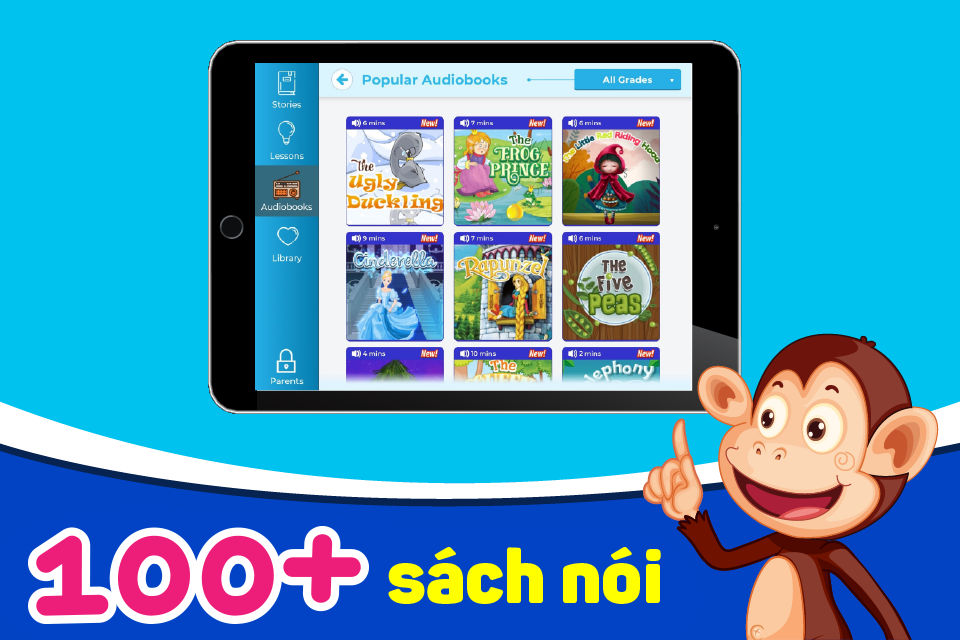 Popular Audiobooks
All Grades
Stories
Lessons
Audiobooks
Library
Parents
6 mins New!
The
Ugly
Duckling
7 mins New!
The
FROG
PRINCE
6 mins New!
Little Red Riding Hood
9 mins New!
Cinderella
7 mins New!
Rapunzel
6 mins New!
THE
Five
Peas
4 mins New!
10 mins New!
The
2 mins New!
lephony
100+ sách nói